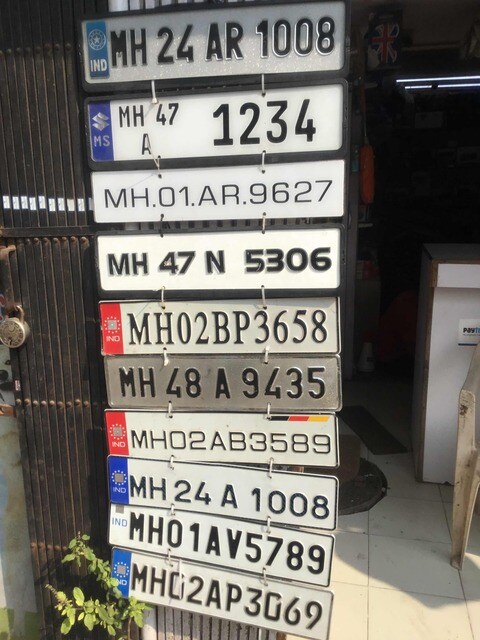 IND MH 24 AR 1008
MS MH 47 A 1234
MH.01.AR.9627
MH 47 N 5306
IND MH02BP3658
MH 48 A 9435
IND MH02AB3589
IND MH 24 A 1008
IND MH01AV5789
IND MH02AP3069